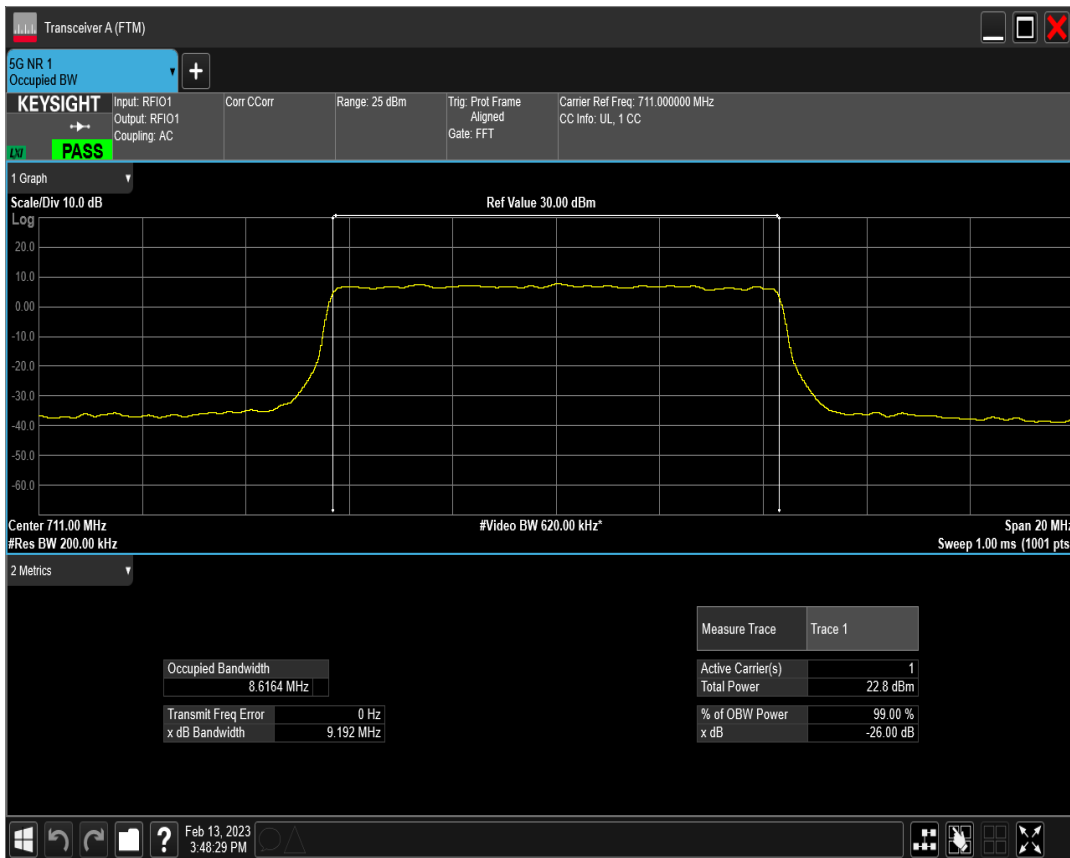 Transceiver A (FTM)
5G NR 1
Occupied BW
+
KEYSIGHT
LXI
PASS
Input: RFIO1
Output: RFIO1
Coupling: AC
Corr CCorr
Range: 25 dBm
Trig: Prot Frame
Aligned
Gate: FFT
Carrier Ref Freq: 711.000000 MHz
CC Info: UL, 1 CC
1 Graph
Scale/Div 10.0 dB
Ref Value 30.00 dBm
Log
20.0
10.0
0.00
-10.0
-20.0
-30.0
-40.0
-50.0
-60.0
Center 711.00 MHz
#Video BW 620.00 kHz*
Span 20 MHz
#Res BW 200.00 kHz
Sweep 1.00 ms (1001 pts
2 Metrics
Measure Trace Trace 1
Occupied Bandwidth
8.6164 MHz
Active Carrier(s) 1
Total Power 22.8 dBm
Transmit Freq Error 0 Hz
x dB Bandwidth 9.192 MHz
% of OBW Power 99.00 %
x dB -26.00 dB
?
Feb 13, 2023
3:48:29 PM